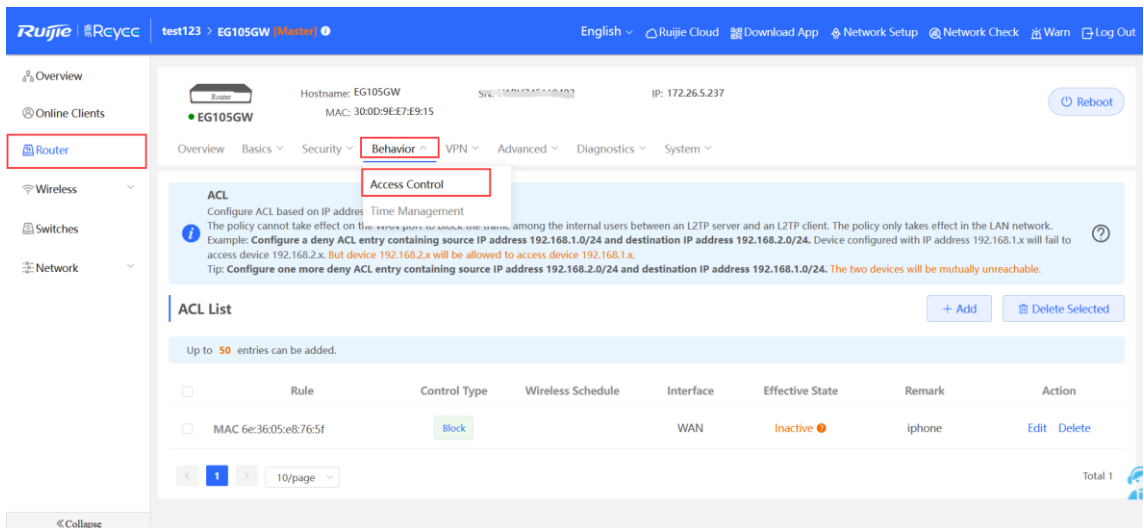 Ruijie | Reyee test123 > EG105GW [Master] English Ruijie Cloud Download App Network Setup Network Check Warn Log Out
Overview
Online Clients
Router
Wireless
Switches
Network
Collapse
Router
EG105GW
Hostname: EG105GW
SN:
IP: 172.26.5.237
MAC: 30:0D:9E:E7:E9:15
Reboot
Overview Basics Security Behavior VPN Advanced Diagnostics System
Access Control
Time Management
ACL
Configure ACL based on IP addres
The policy cannot take effect on the WAN port to block the traffic among the internal users between an L2TP server and an L2TP client. The policy only takes effect in the LAN network.
Example: Configure a deny ACL entry containing source IP address 192.168.1.0/24 and destination IP address 192.168.2.0/24. Device configured with IP address 192.168.1.x will fail to
access device 192.168.2.x. But device 192.168.2.x will be allowed to access device 192.168.1.x.
Tip: Configure one more deny ACL entry containing source IP address 192.168.2.0/24 and destination IP address 192.168.1.0/24. The two devices will be mutually unreachable.
ACL List
+ Add
Delete Selected
Up to 50 entries can be added.
Rule Control Type Wireless Schedule Interface Effective State Remark Action
MAC 6e:36:05:e8:76:5f Block WAN Inactive iphone Edit Delete
< 1 > 10/page
Total 1